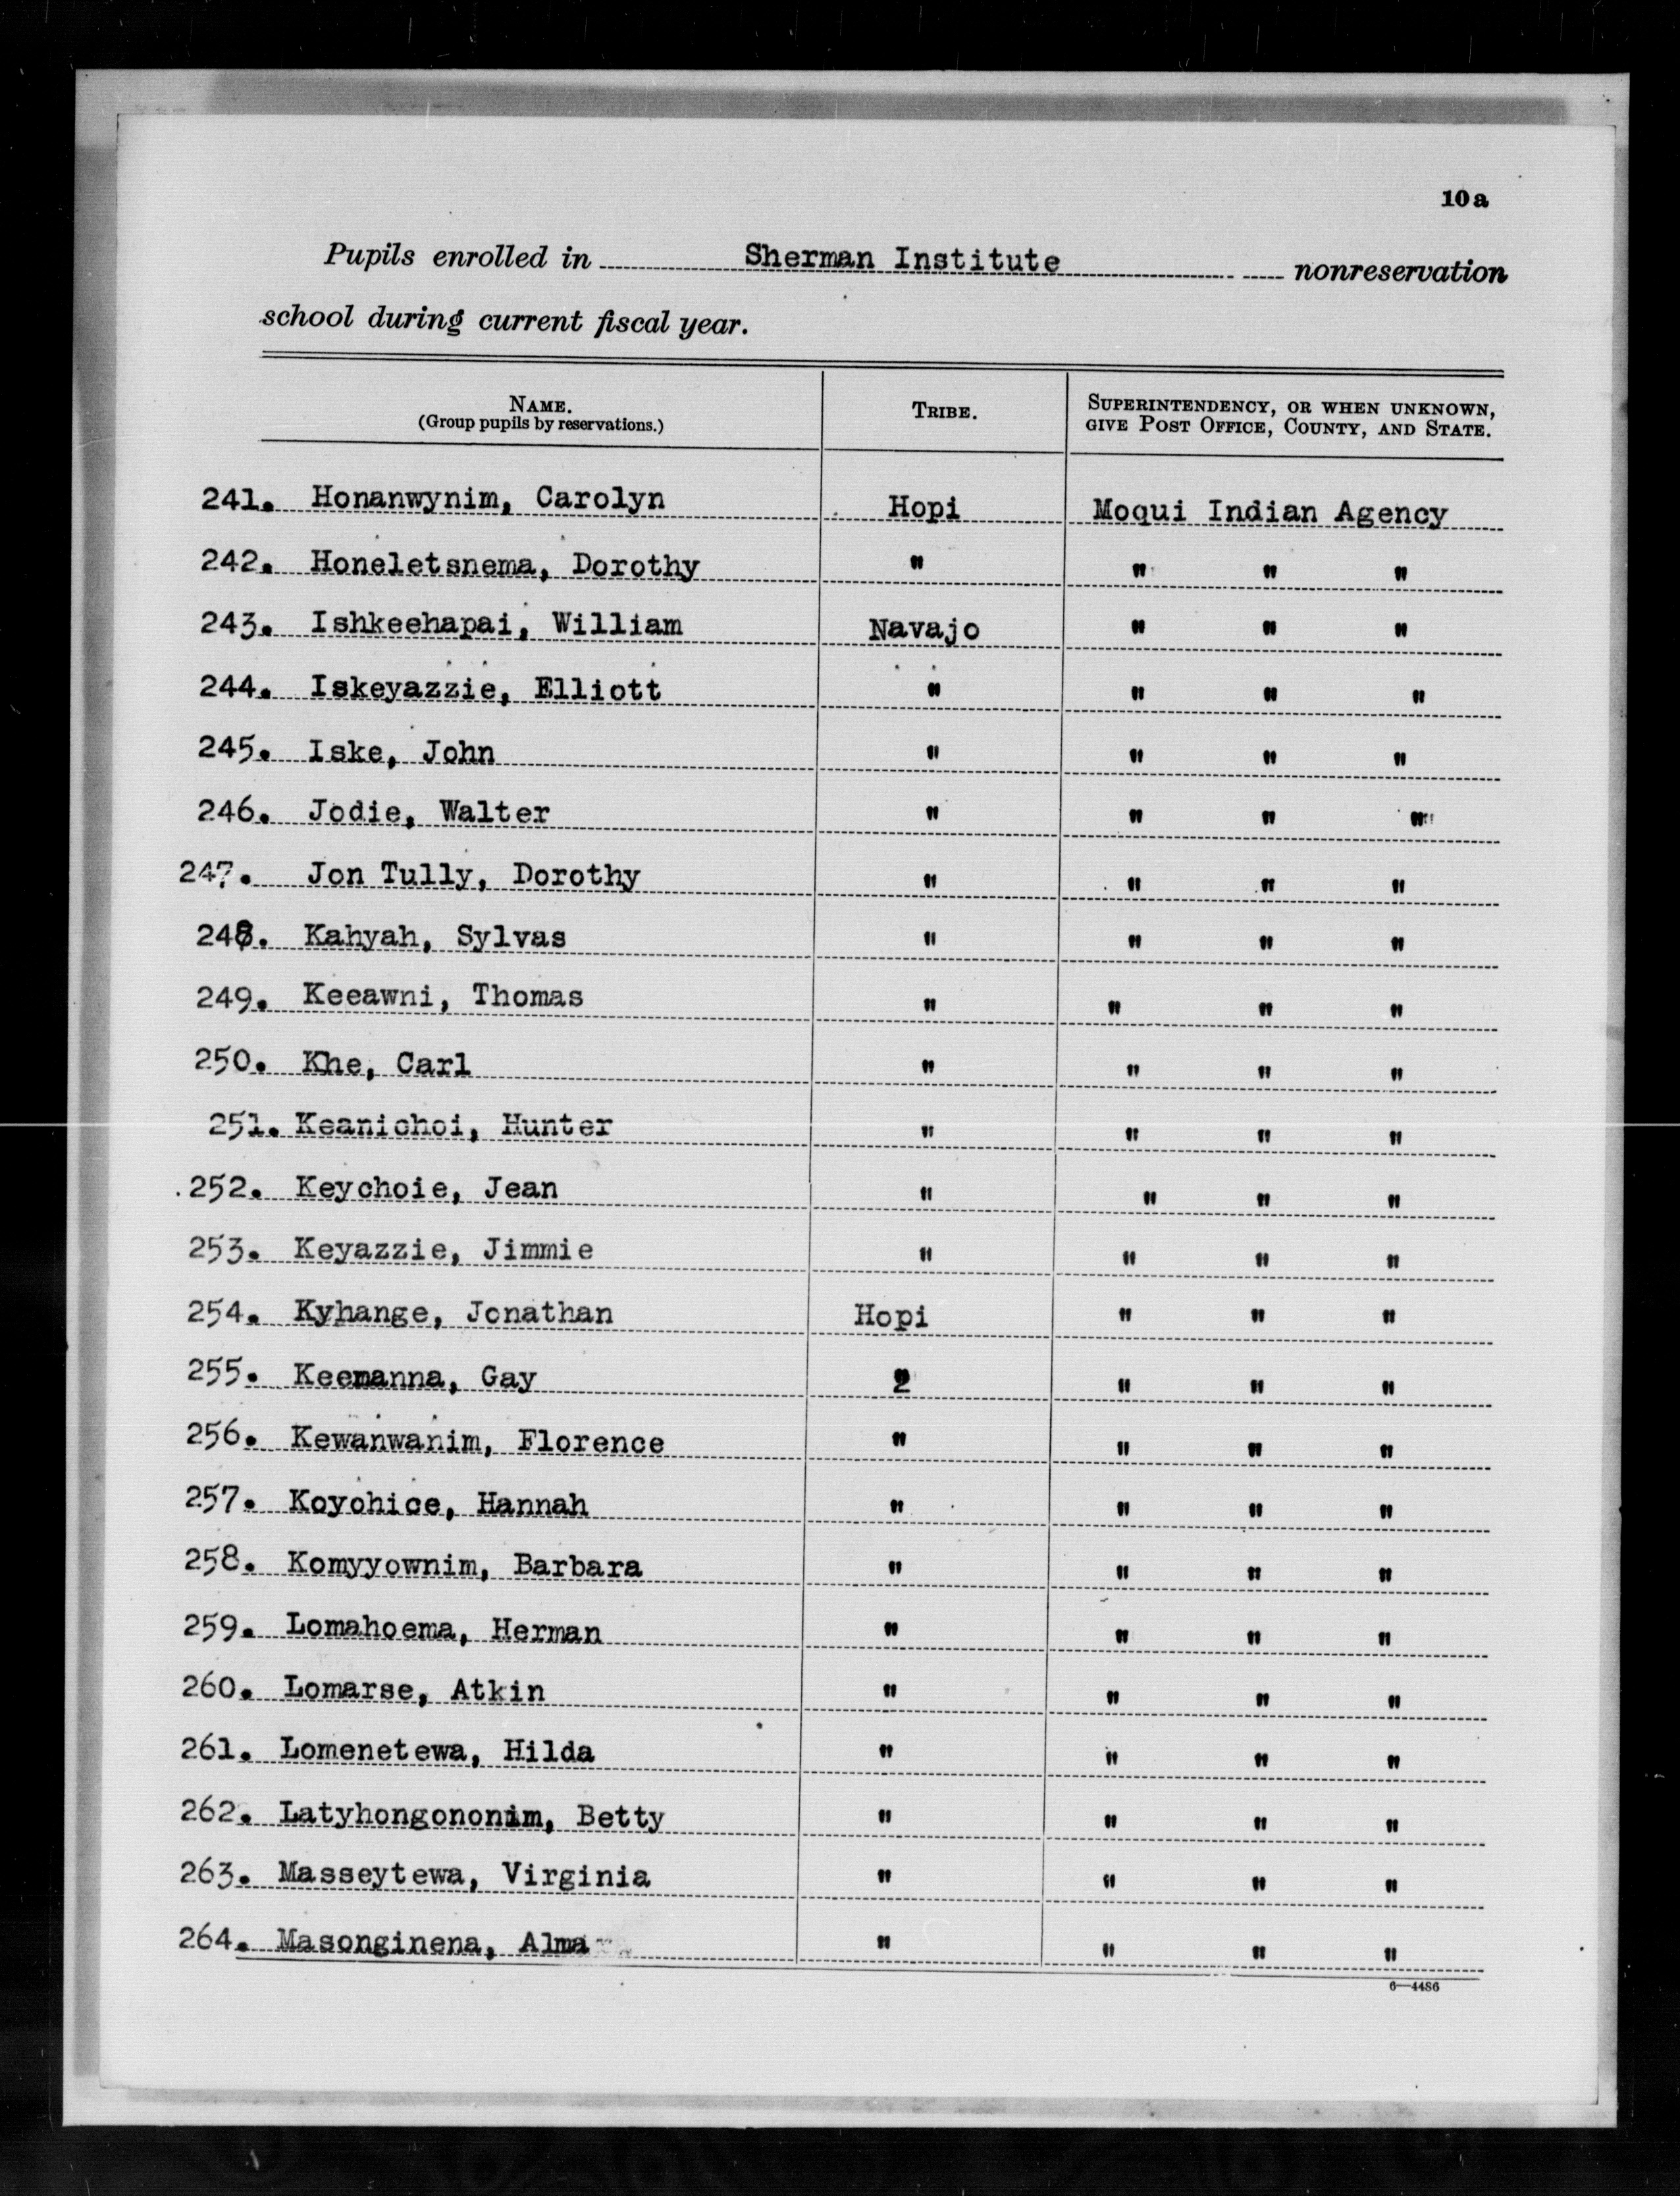 10a
Pupils enrolled in Sherman Institute nonreservation
school during current fiscal year.
NAME. TRIBE. SUPERINTENDENCY, OR WHEN UNKNOWN,
(Group pupils by reservations.) GIVE POST OFFICE, COUNTY, AND STATE.
241. Honanwynim, Carolyn Hopi Moqui Indian Agency
242. Honeletsnema, Dorothy " " " "
243. Ishkeehapai, William Navajo " " "
244. Iskeyazzie, Elliott " " " "
245. Iske, John " " " "
246. Jodie, Walter " " " "
247. Jon Tully, Dorothy " " " "
248. Kahyah, Sylvas " " " "
249. Keeawni, Thomas " " " "
250. Khe, Carl " " " "
251. Keanichoi, Hunter " " " "
252. Keychoie, Jean " " " "
253. Keyazzie, Jimmie " " " "
254. Kyhange, Jonathan Hopi " " "
255. Keemanna, Gay " " " "
256. Kewanwanim, Florence " " " "
257. Koyohice, Hannah " " " "
258. Komyyownim, Barbara " " " "
259. Lomahoema, Herman " " " "
260. Lomarse, Atkin " " " "
261. Lomenetewa, Hilda " " " "
262. Latyhongononim, Betty " " " "
263. Masseytewa, Virginia " " " "
264. Masonginena, Alma " " " "
6—4486